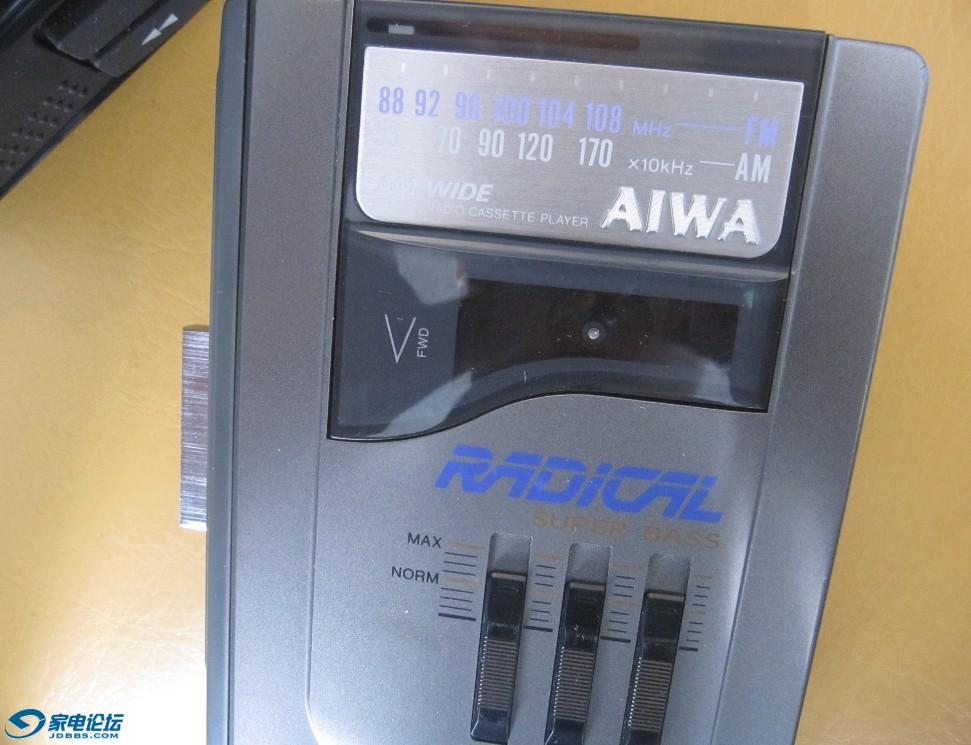 88 92 96 100 104 108 MHz FM
70 90 120 170 x10kHz AM
WIDE
RADIO CASSETTE PLAYER
AIWA
FWD
RADICAL
SUPER BASS
MAX
NORM
家电论坛
JDBBS.COM